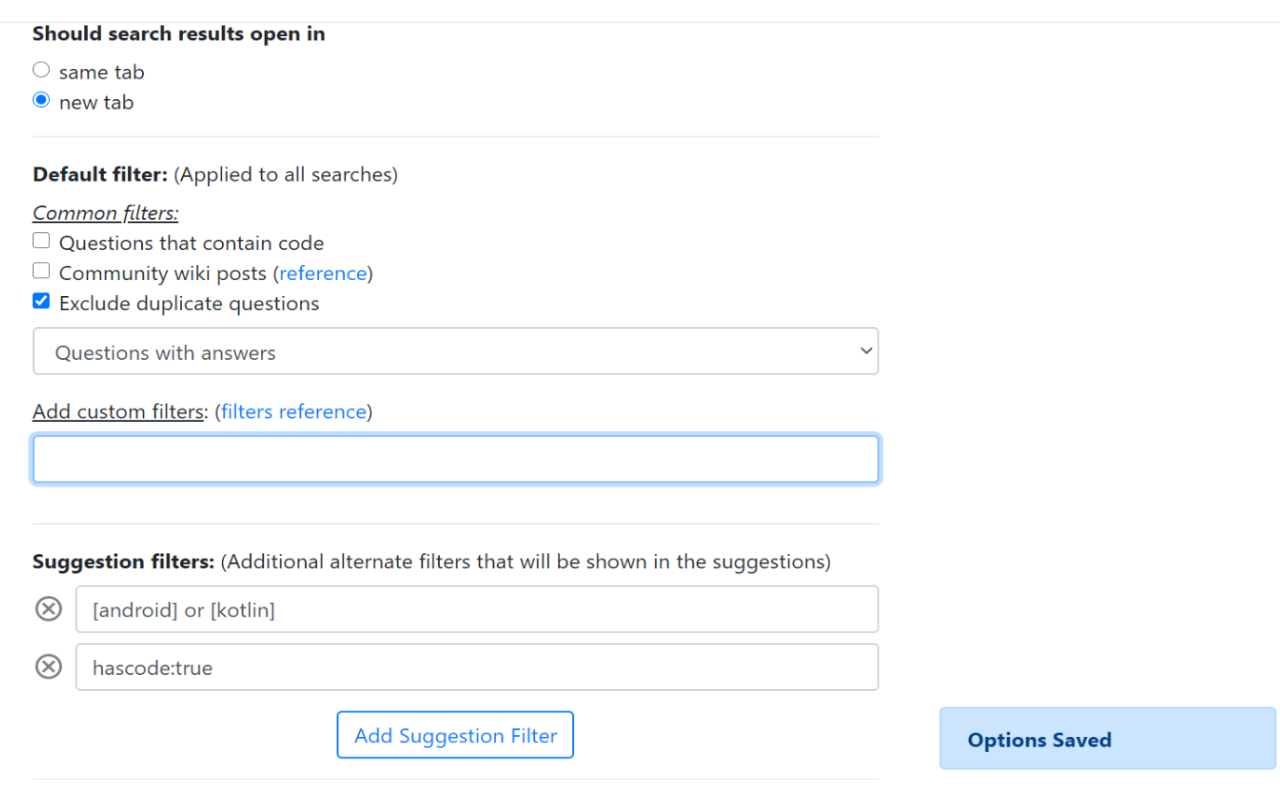 Should search results open in
same tab
new tab
Default filter: (Applied to all searches)
Common filters:
Questions that contain code
Community wiki posts (reference)
Exclude duplicate questions
Questions with answers
Add custom filters: (filters reference)
Suggestion filters: (Additional alternate filters that will be shown in the suggestions)
[android] or [kotlin]
hascode:true
Add Suggestion Filter
Options Saved